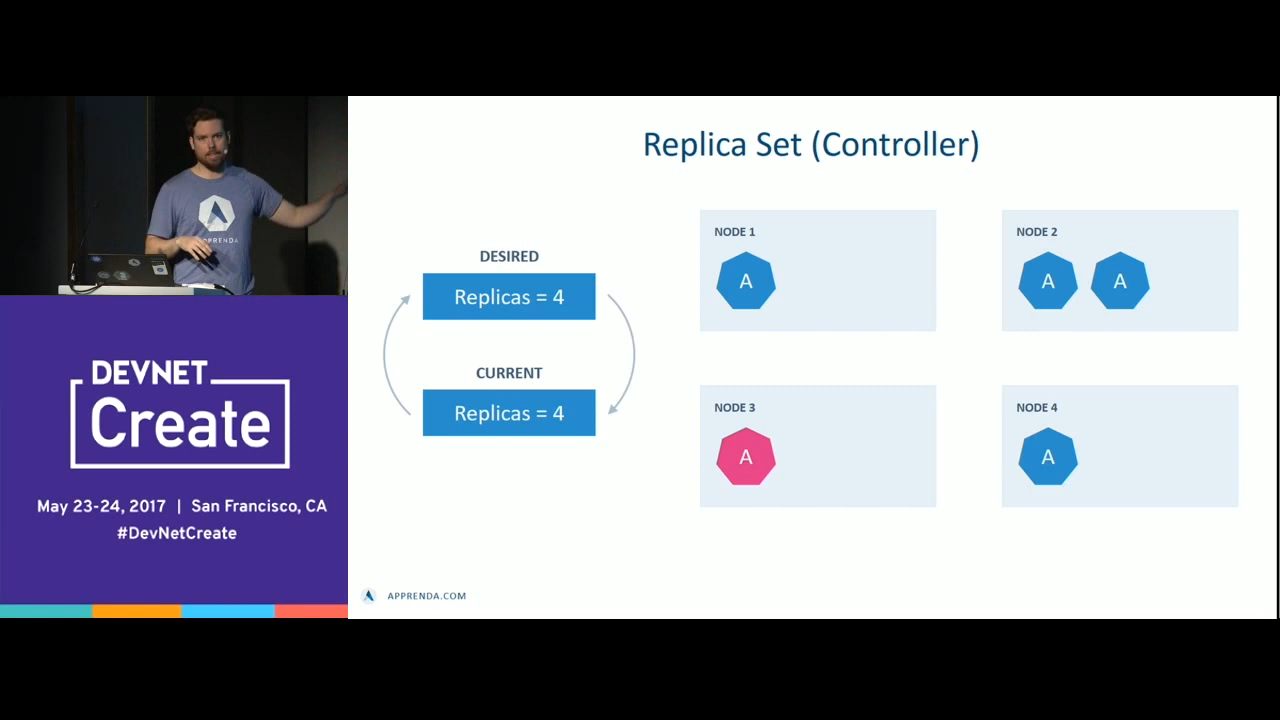 Replica Set (Controller)
DESIRED
Replicas = 4
CURRENT
Replicas = 4
NODE 1
A
NODE 2
A A
NODE 3
A
NODE 4
A
APPRENDA.COM
APPRENDA
DEVNET
Create
May 23-24, 2017 | San Francisco, CA
#DevNetCreate